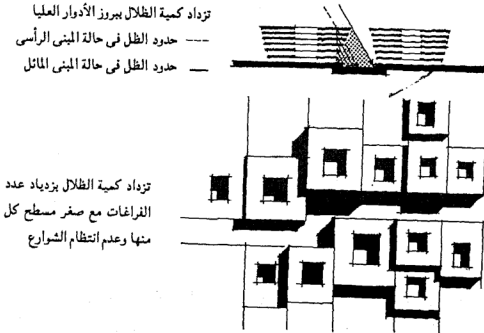 تزداد كمية الظلال ببروز الأدوار العليا
حدود الظل فى حالة المبنى الرأسى
حدود الظل فى حالة المبنى المائل
تزداد كمية الظلال بزدياد عدد
الفراغات مع صغر مسطح كل
منها وعدم انتظام الشوارع